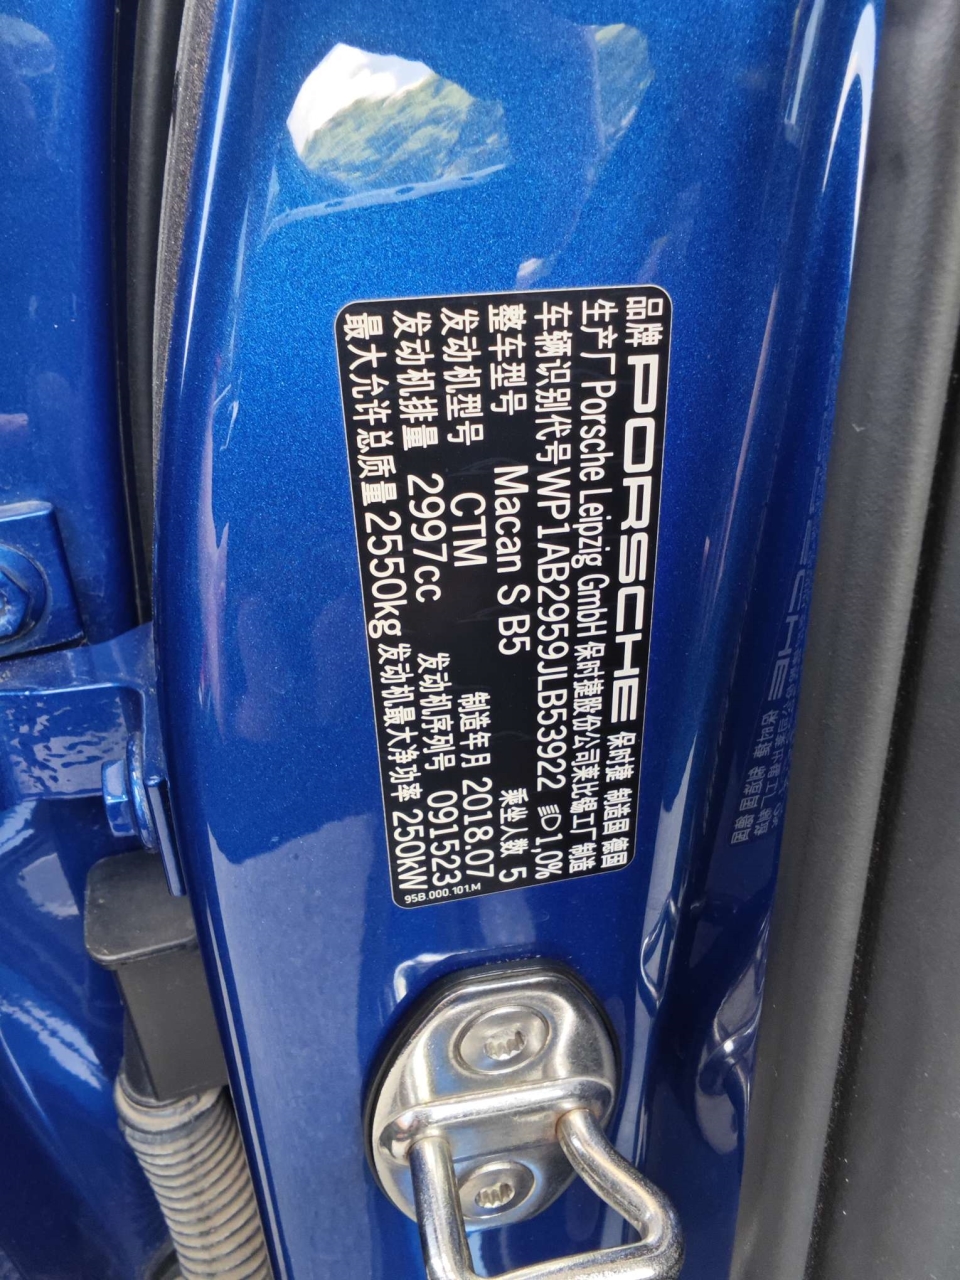 品牌 PORSCHE 保时捷 制造国 德国
生产厂 Porsche Leipzig GmbH 保时捷股份公司莱比锡工厂 制造
车辆识别代号 WP1AB2959JLB53922 1,0%
整车型号 Macan S B5 乘坐人数 5
发动机型号 CTM 制造年月 2018.07
发动机排量 2997cc 发动机序列号 091523
最大允许总质量 2550kg 发动机最大净功率 250kW
95B.000.101.M